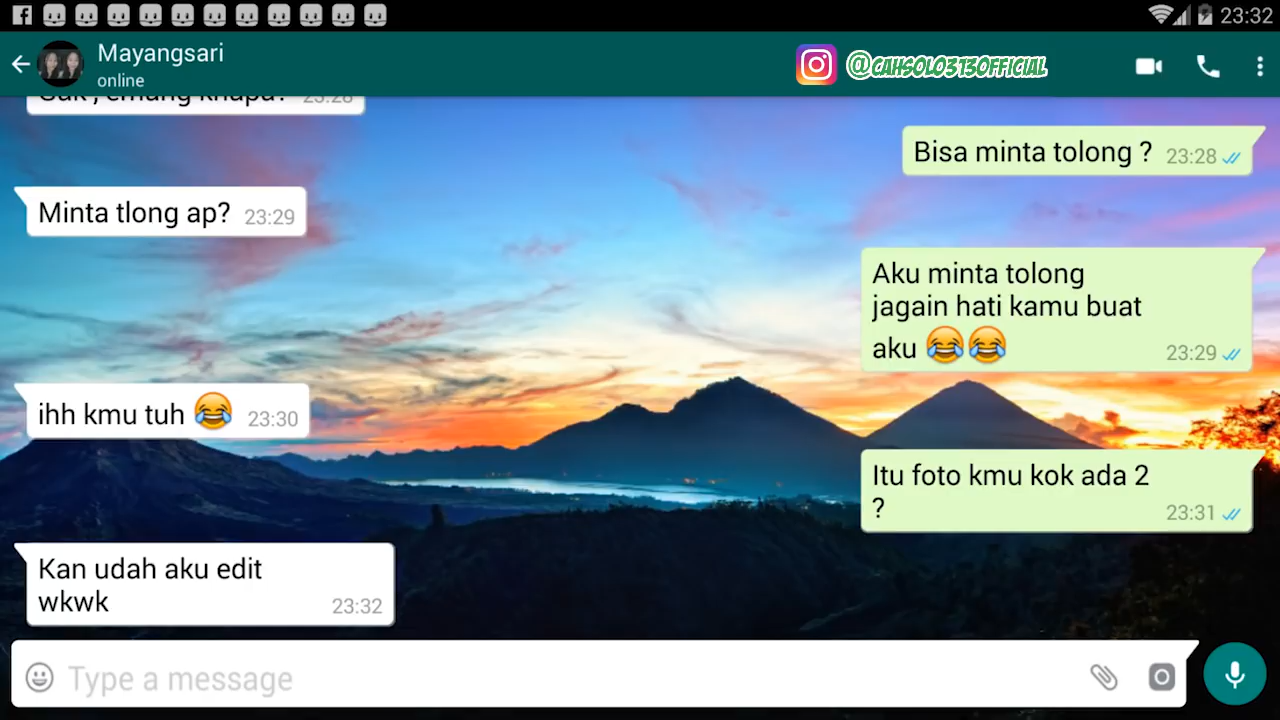 23:32
Mayangsari
online
@CAHSOLO313OFFICIAL
23:28
Bisa minta tolong ? 23:28
Minta tlong ap? 23:29
Aku minta tolong
jagain hati kamu buat
aku 😂😂 23:29
ihh kmu tuh 😂 23:30
Itu foto kmu kok ada 2
? 23:31
Kan udah aku edit
wkwk 23:32
Type a message